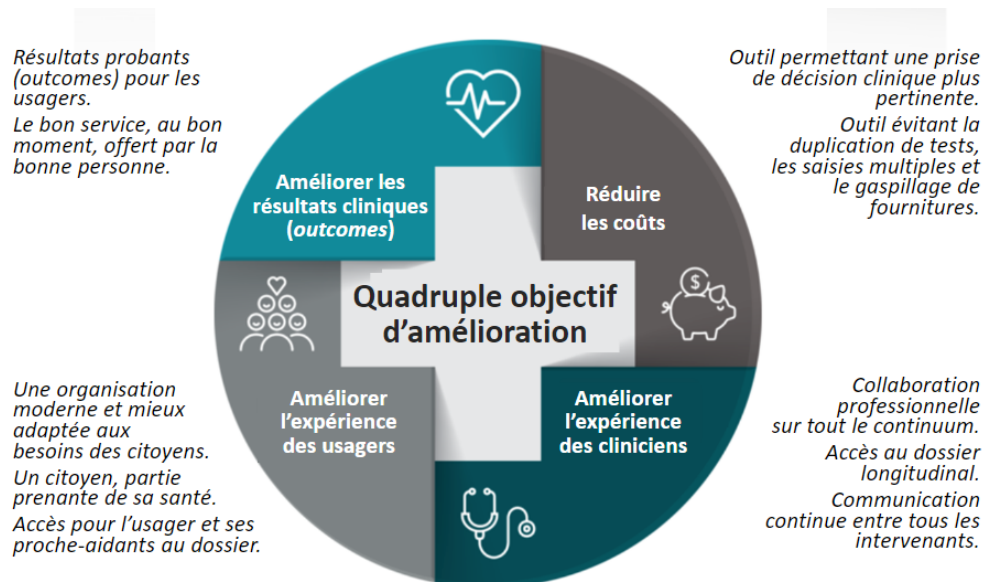 Résultats probants
(outcomes) pour les
usagers.
Le bon service, au bon
moment, offert par la
bonne personne.
Outil permettant une prise
de décision clinique plus
pertinente.
Outil évitant la
duplication de tests,
les saisies multiples et
le gaspillage de
fournitures.
Améliorer les
résultats cliniques
(outcomes)
Réduire
les coûts
$
Quadruple objectif
d’amélioration
Améliorer
l’expérience
des usagers
Améliorer
l’expérience
des cliniciens
Une organisation
moderne et mieux
adaptée aux
besoins des citoyens.
Un citoyen, partie
prenante de sa santé.
Accès pour l’usager et ses
proche-aidants au dossier.
Collaboration
professionnelle
sur tout le continuum.
Accès au dossier
longitudinal.
Communication
continue entre tous les
intervenants.